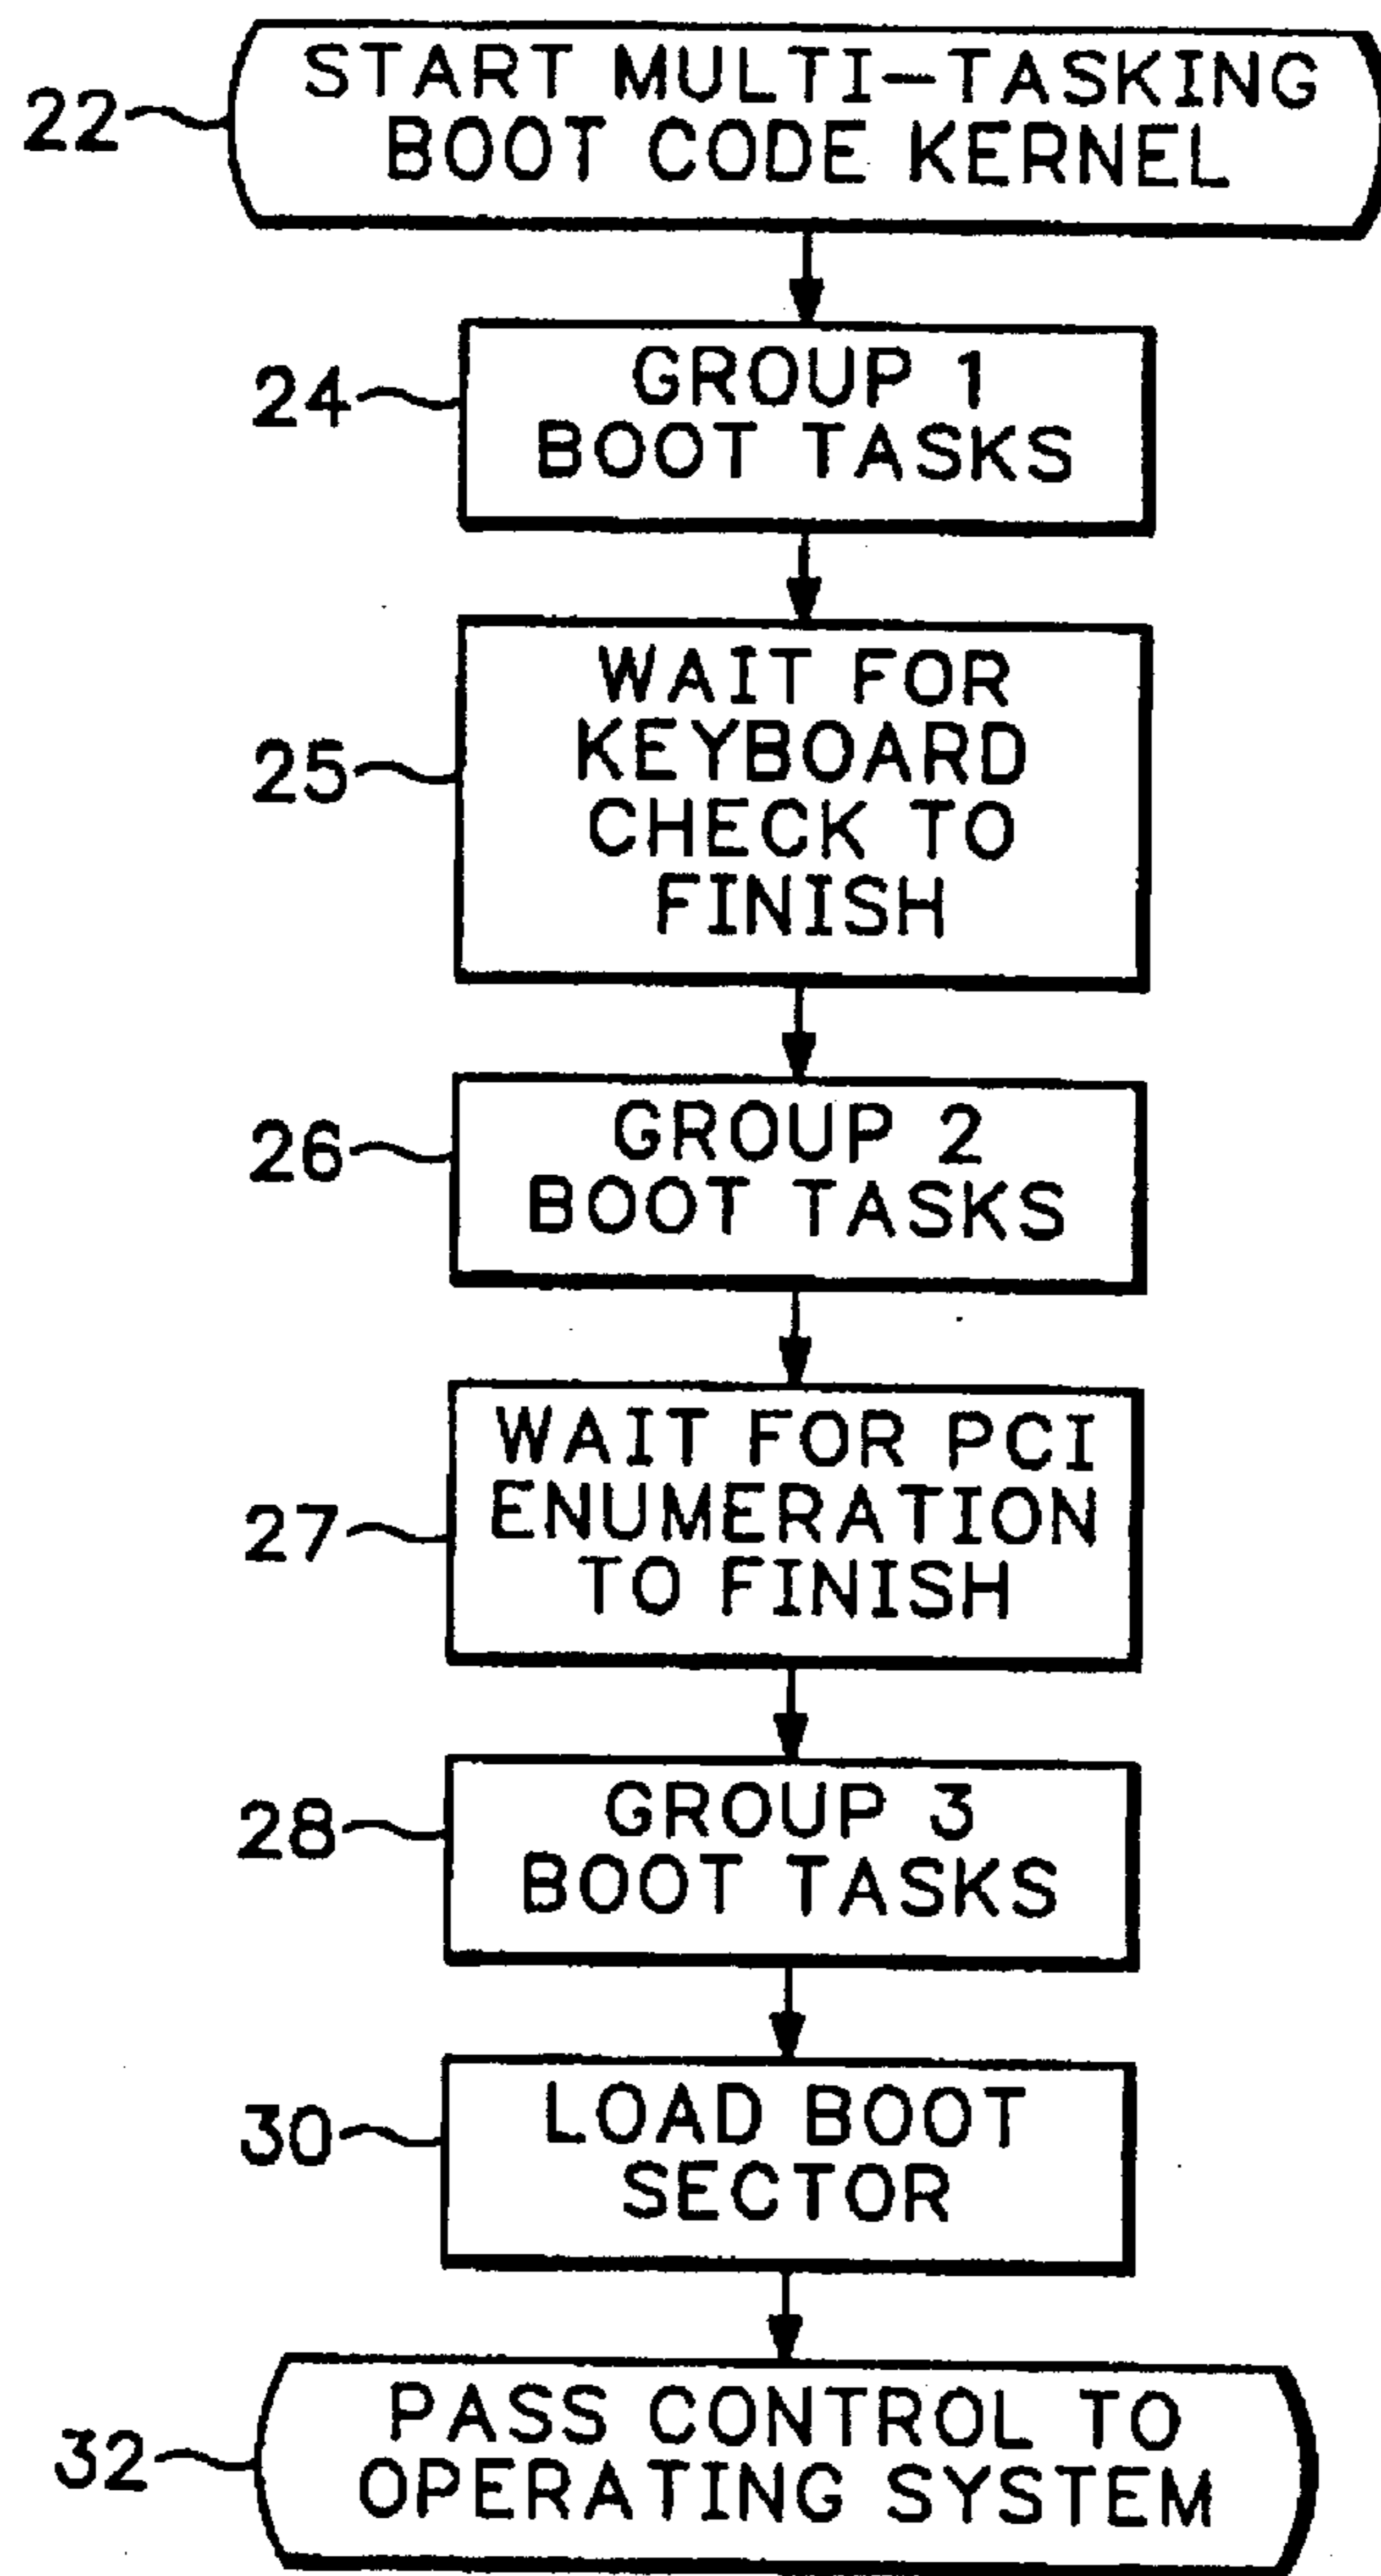 22
START MULTI-TASKING
BOOT CODE KERNEL
24
GROUP 1
BOOT TASKS
25
WAIT FOR
KEYBOARD
CHECK TO
FINISH
26
GROUP 2
BOOT TASKS
27
WAIT FOR PCI
ENUMERATION
TO FINISH
28
GROUP 3
BOOT TASKS
30
LOAD BOOT
SECTOR
32
PASS CONTROL TO
OPERATING SYSTEM